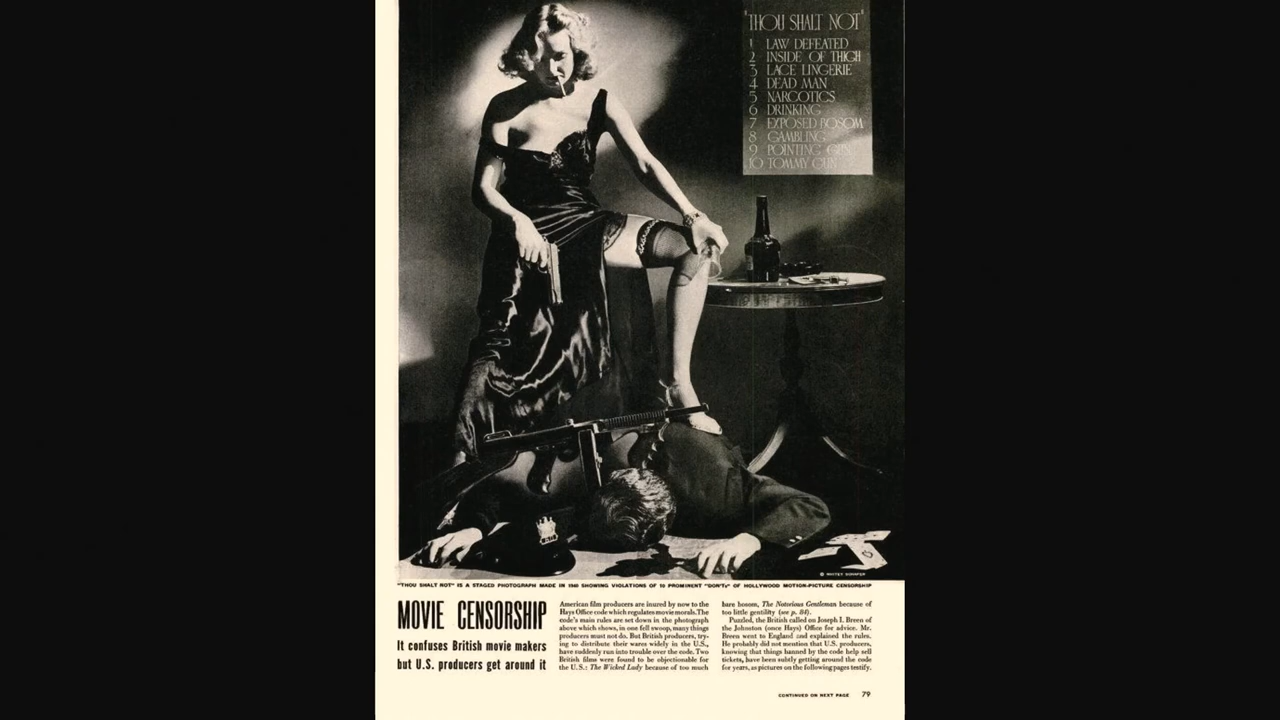 "THOU SHALT NOT"
1 LAW DEFEATED
2 INSIDE OF THIGH
3 LACE LINGERIE
4 DEAD MAN
5 NARCOTICS
6 DRINKING
7 EXPOSED BOSOM
8 GAMBLING
9 POINTING GUN
10 TOMMY GUN
© WHITEY SCHAFER
"THOU SHALT NOT" IS A STAGED PHOTOGRAPH MADE IN 1940 SHOWING VIOLATIONS OF 10 PROMINENT "DON'Ts" OF HOLLYWOOD MOTION-PICTURE CENSORSHIP
MOVIE CENSORSHIP
It confuses British movie makers
but U.S. producers get around it
American film producers are inured by now to the
Hays Office code which regulates movie morals. The
code's main rules are set down in the photograph
above which shows, in one fell swoop, many things
producers must not do. But British producers, try-
ing to distribute their wares widely in the U.S.,
have suddenly run into trouble over the code. Two
British films were found to be objectionable for
the U.S.: The Wicked Lady because of too much
bare bosom, The Notorious Gentleman because of
too little gentility (see p. 84).
Puzzled, the British called on Joseph I. Breen of
the Johnston (once Hays) Office for advice. Mr.
Breen went to England and explained the rules.
He probably did not mention that U.S. producers,
knowing that things banned by the code help sell
tickets, have been subtly getting around the code
for years, as pictures on the following pages testify.
CONTINUED ON NEXT PAGE 79